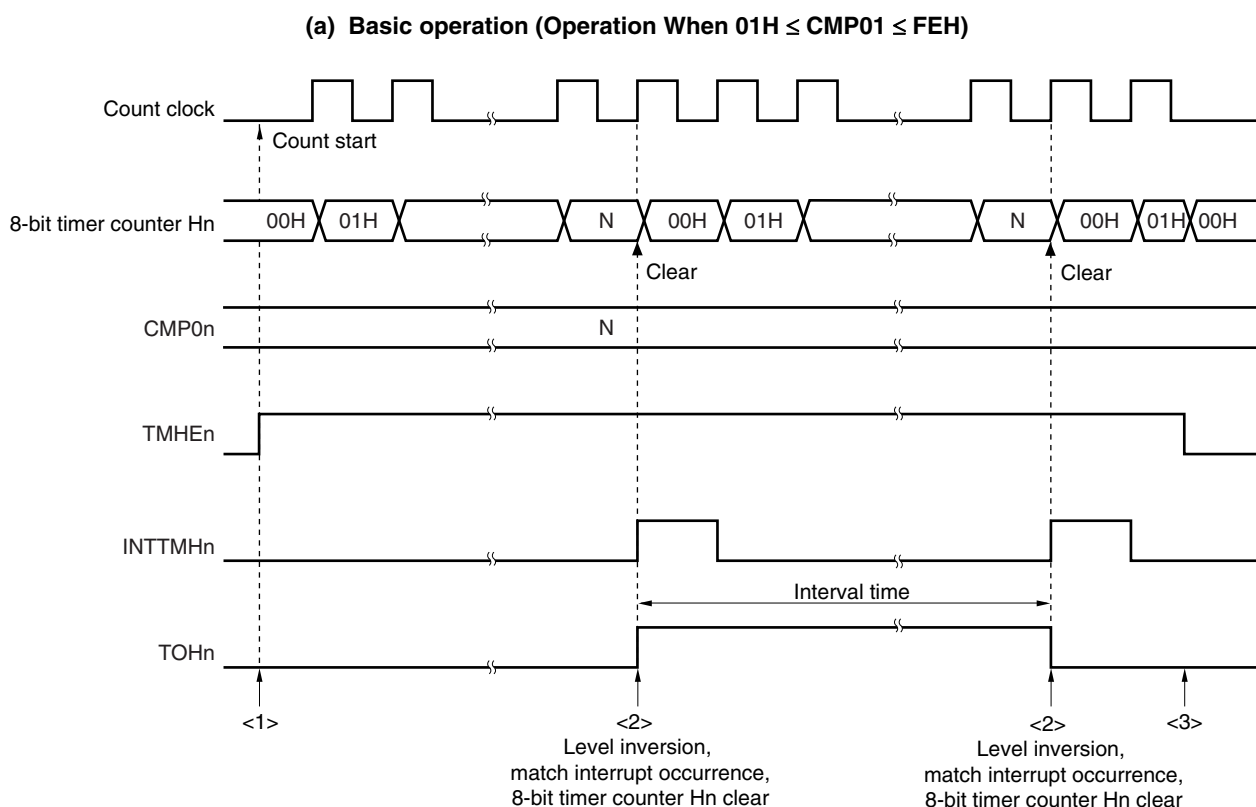 (a) Basic operation (Operation When 01H ≤ CMP01 ≤ FEH)
Count clock
Count start
8-bit timer counter Hn
00H 01H N 00H 01H N 00H 01H 00H
Clear Clear
CMP0n
N
TMHEn
INTTMHn
Interval time
TOHn
<1> <2> <2> <3>
Level inversion,
match interrupt occurrence,
8-bit timer counter Hn clear
Level inversion,
match interrupt occurrence,
8-bit timer counter Hn clear